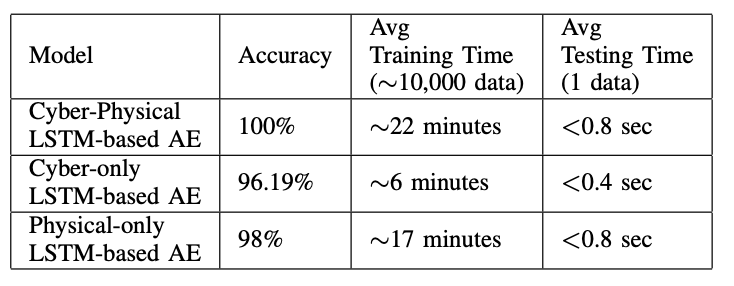 Model Accuracy Avg Training Time (~10,000 data) Avg Testing Time (1 data)
Cyber-Physical LSTM-based AE 100% ~22 minutes <0.8 sec
Cyber-only LSTM-based AE 96.19% ~6 minutes <0.4 sec
Physical-only LSTM-based AE 98% ~17 minutes <0.8 sec